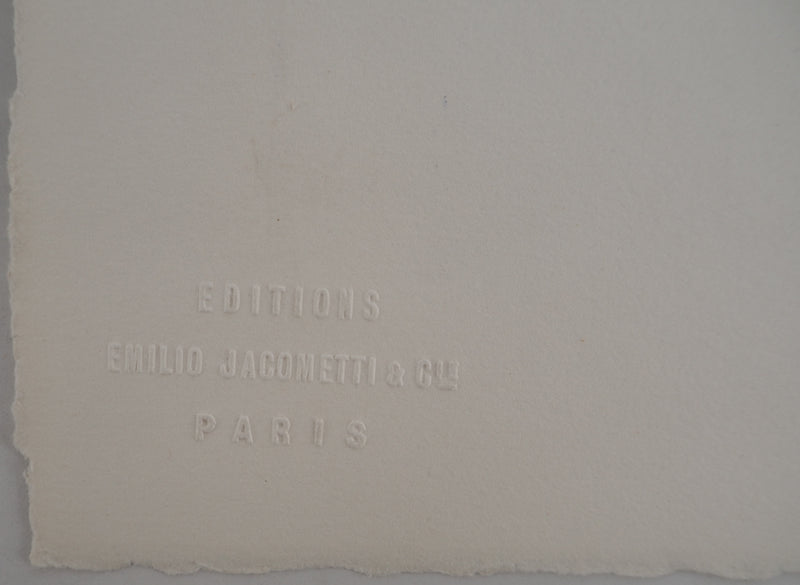 EDITIONS
EMILIO JACOMETTI & Cie
PARIS